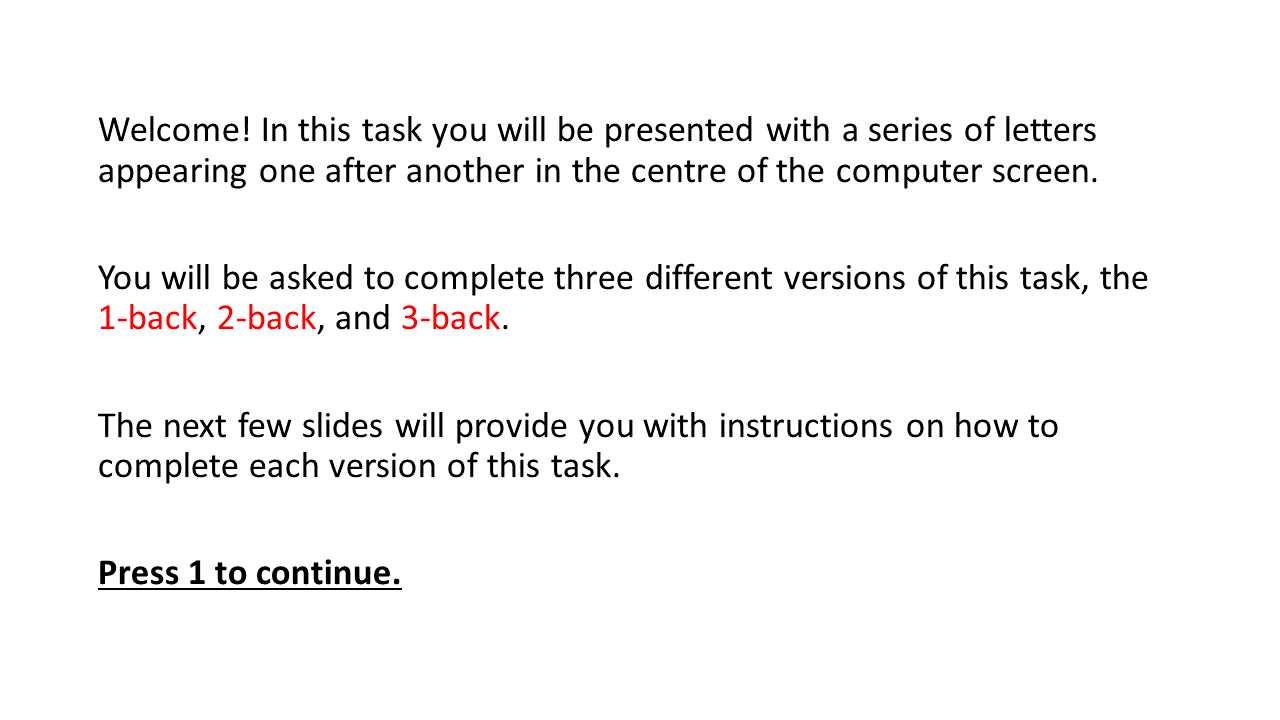 Welcome! In this task you will be presented with a series of letters
appearing one after another in the centre of the computer screen.
You will be asked to complete three different versions of this task, the
1-back, 2-back, and 3-back.
The next few slides will provide you with instructions on how to
complete each version of this task.
Press 1 to continue.